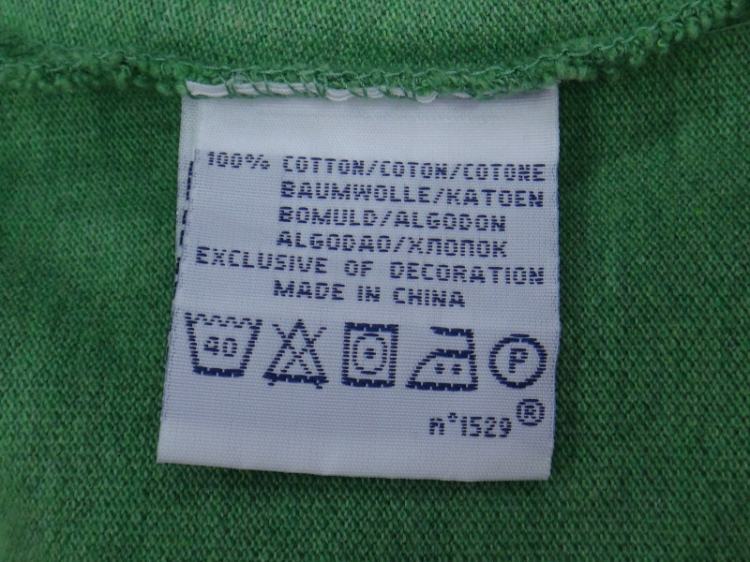 100% COTTON/COTON/COTONE
BAUMWOLLE/KATOEN
BOMULD/ALGODON
ALGODAO/ХЛОПОК
EXCLUSIVE OF DECORATION
MADE IN CHINA
40 P
n°1529®